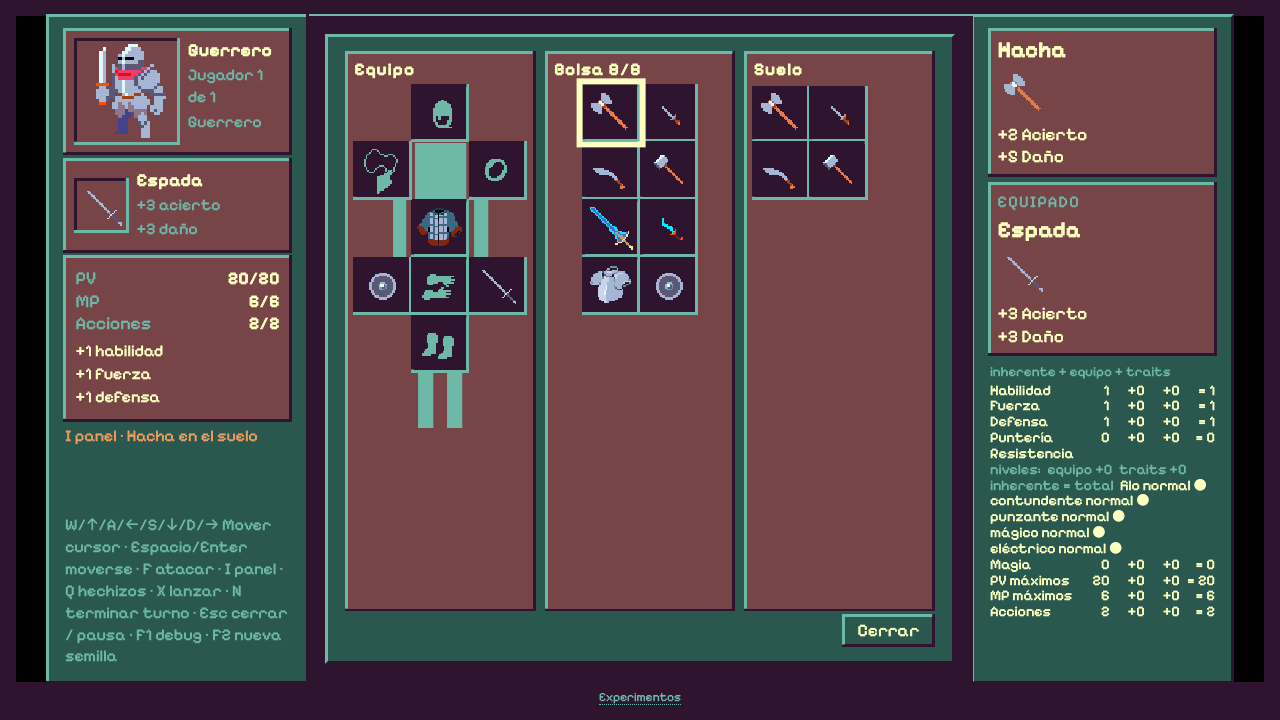 Guerrero
Jugador 1
de 1
Guerrero
Espada
+3 acierto
+3 daño
PV 20/20
MP 6/6
Acciones 2/2
+1 habilidad
+1 fuerza
+1 defensa
I panel · Hacha en el suelo
W/↑/A/←/S/↓/D/→ Mover
cursor · Espacio/Enter
moverse · F atacar · I panel ·
Q hechizos · X lanzar · N
terminar turno · Esc cerrar
/ pausa · F1 debug · F2 nueva
semilla
Equipo
Bolsa 8/8
Suelo
Cerrar
Hacha
+2 Acierto
+5 Daño
EQUIPADO
Espada
+3 Acierto
+3 Daño
inherente + equipo + traits
Habilidad 1 +0 +0 = 1
Fuerza 1 +0 +0 = 1
Defensa 1 +0 +0 = 1
Puntería 0 +0 +0 = 0
Resistencia
niveles: equipo +0 traits +0
inherente = total filo normal
contundente normal
punzante normal
mágico normal
eléctrico normal
Magia 0 +0 +0 = 0
PV máximos 20 +0 +0 = 20
MP máximos 6 +0 +0 = 6
Acciones 2 +0 +0 = 2
Experimentos